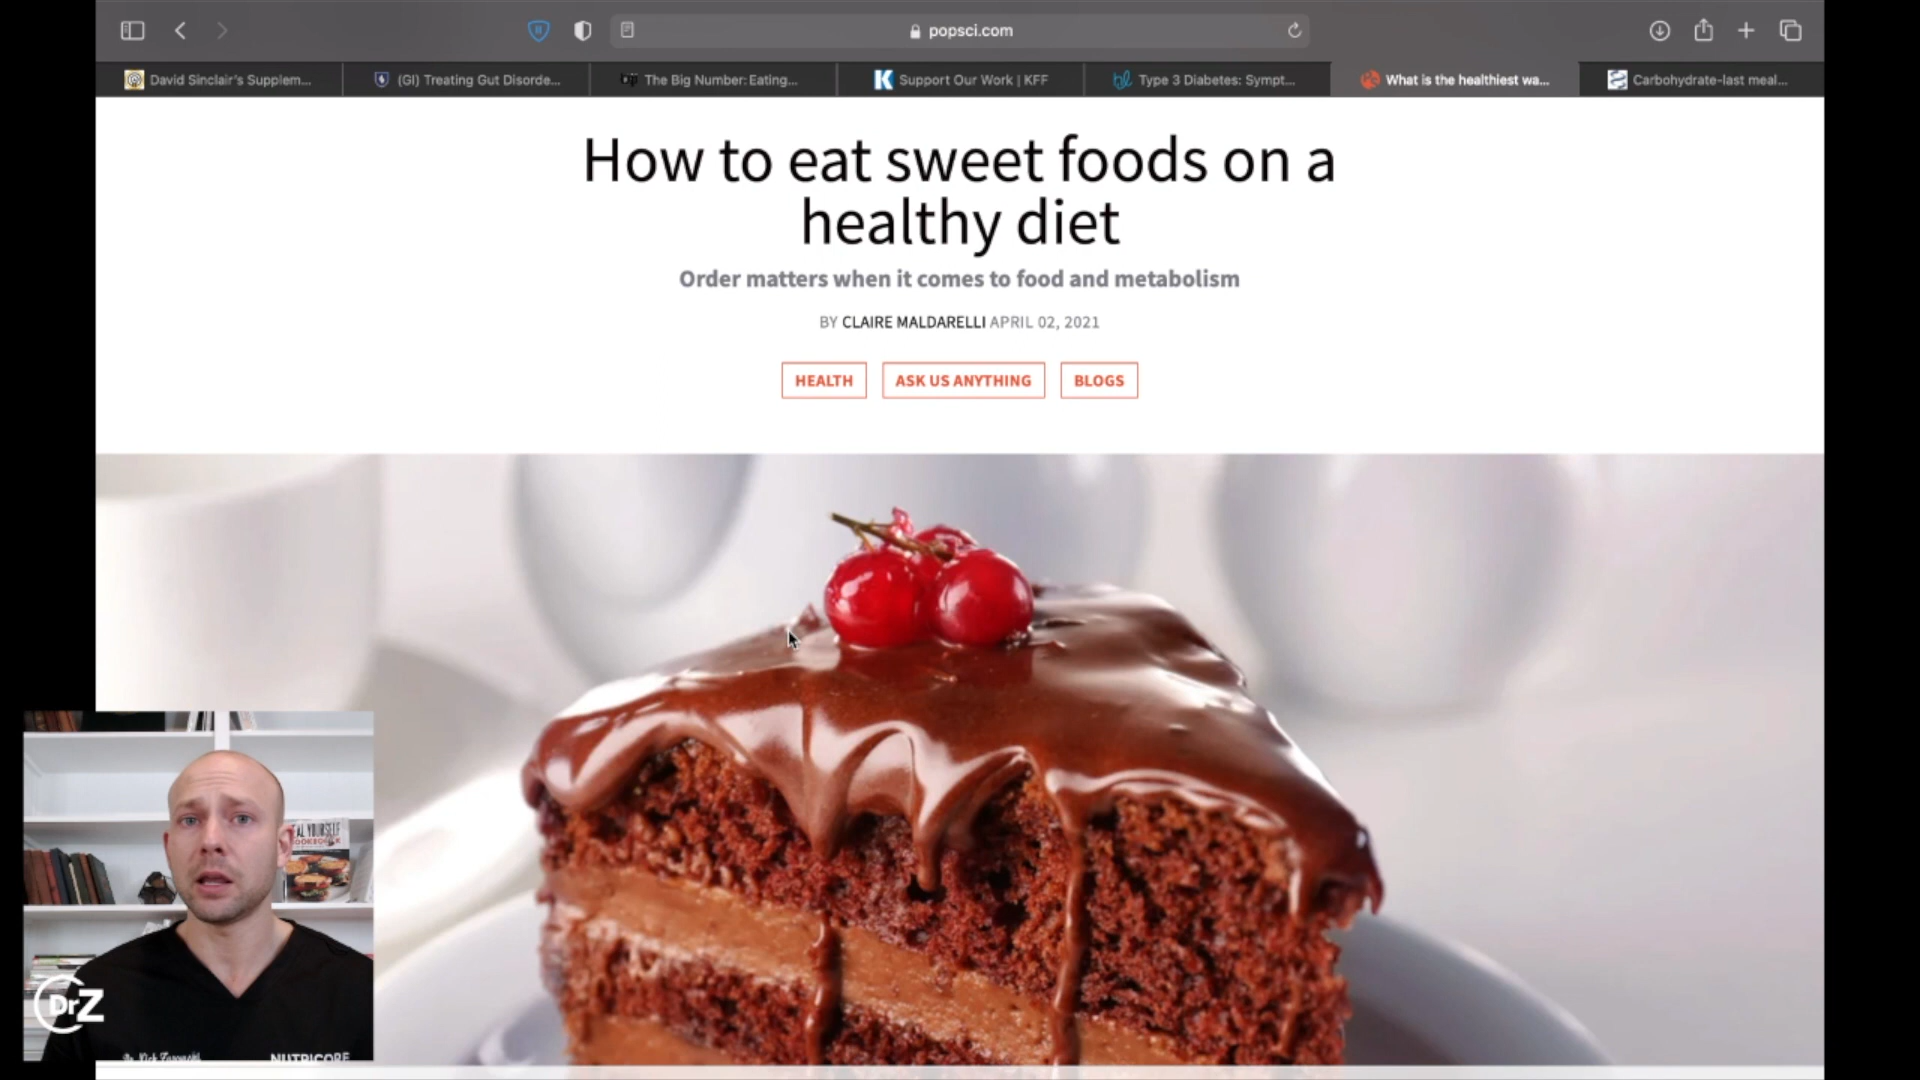 popsci.com
David Sinclair's Supplem...
(GI) Treating Gut Disorde...
The Big Number: Eating...
Support Our Work | KFF
Type 3 Diabetes: Sympt...
What is the healthiest wa...
Carbohydrate-last meal...
How to eat sweet foods on a
healthy diet
Order matters when it comes to food and metabolism
BY CLAIRE MALDARELLI APRIL 02, 2021
HEALTH
ASK US ANYTHING
BLOGS
AL YOURSELF
OOKBOOK
DrZ
NUTRICORE